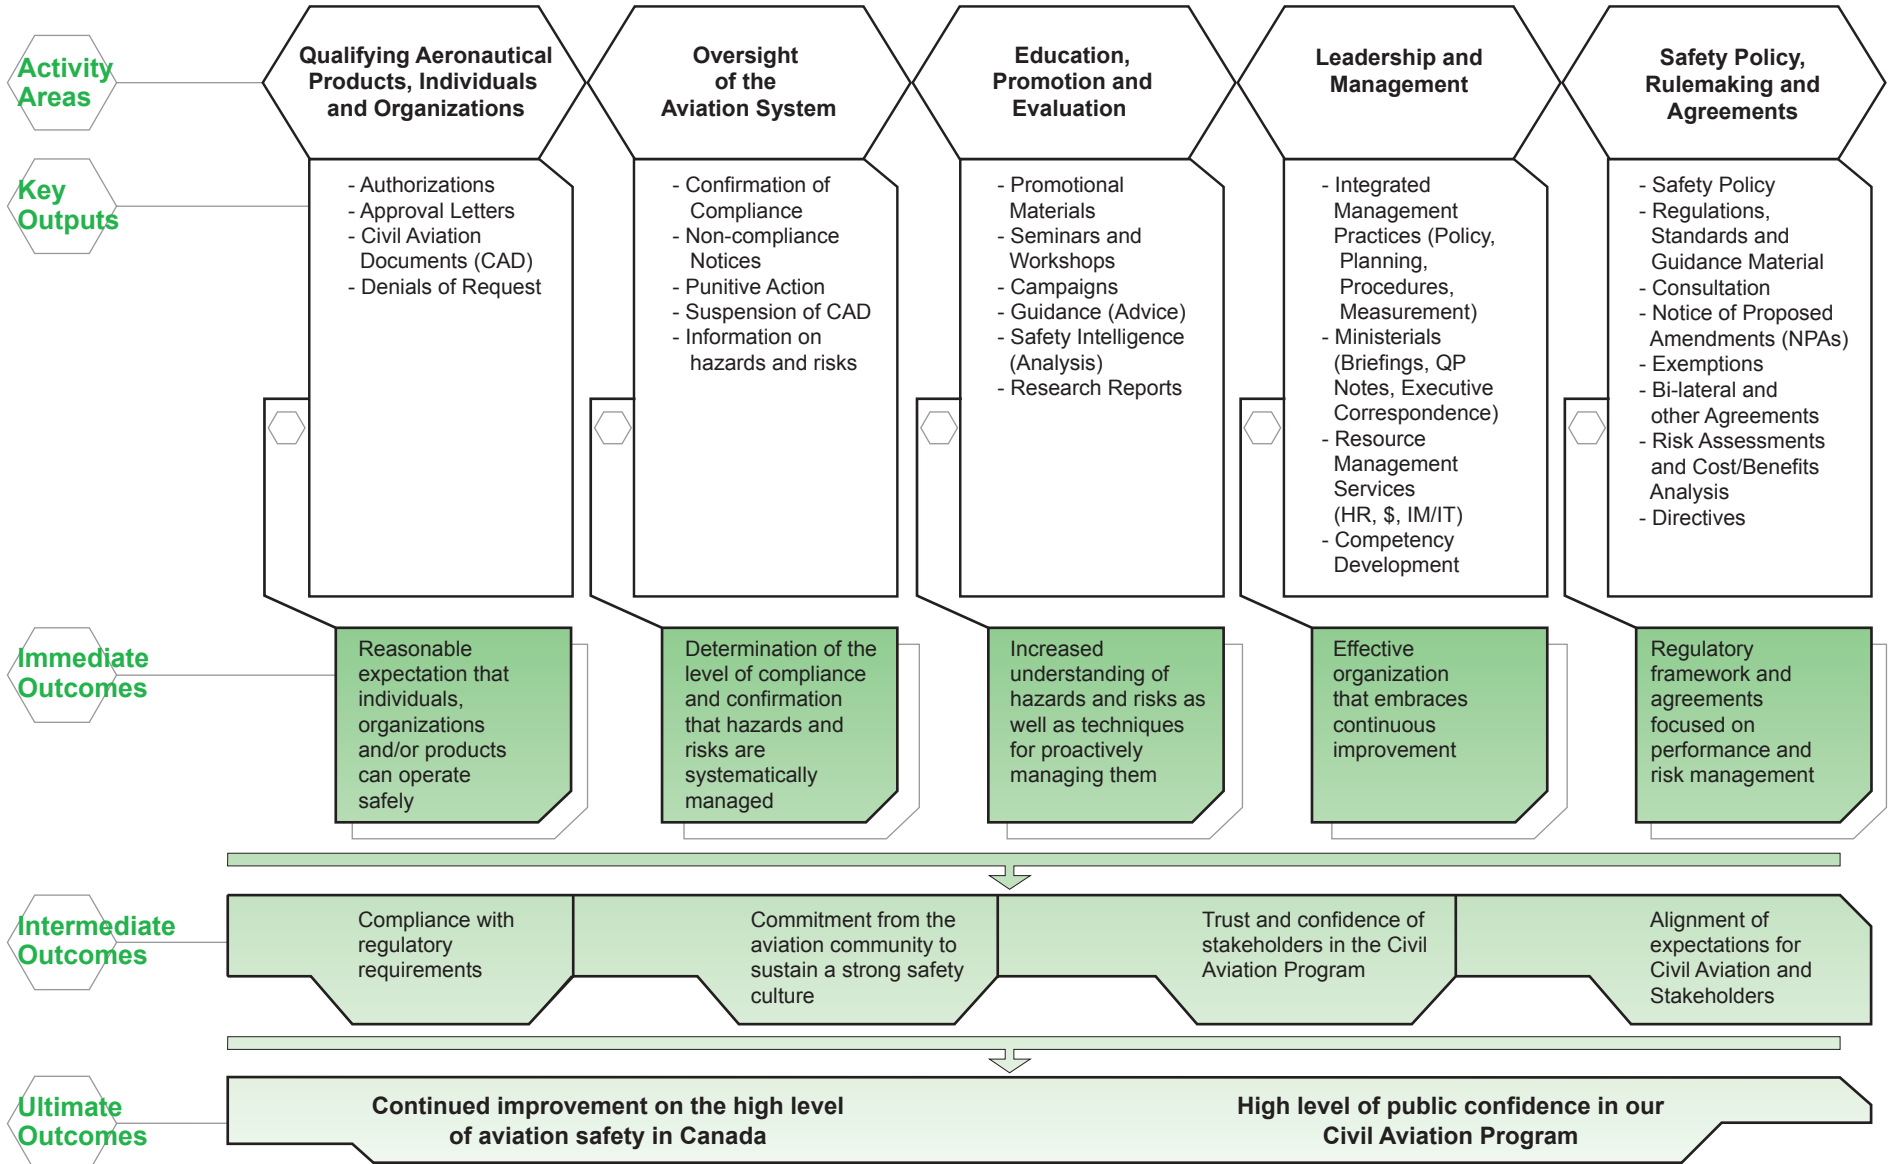 Activity
Areas
Qualifying Aeronautical
Products, Individuals
and Organizations
Oversight
of the
Aviation System
Education,
Promotion and
Evaluation
Leadership and
Management
Safety Policy,
Rulemaking and
Agreements
Key
Outputs
- Authorizations
- Approval Letters
- Civil Aviation
Documents (CAD)
- Denials of Request
- Confirmation of
Compliance
- Non-compliance
Notices
- Punitive Action
- Suspension of CAD
- Information on
hazards and risks
- Promotional
Materials
- Seminars and
Workshops
- Campaigns
- Guidance (Advice)
- Safety Intelligence
(Analysis)
- Research Reports
- Integrated
Management
Practices (Policy,
Planning,
Procedures,
Measurement)
- Ministerials
(Briefings, QP
Notes, Executive
Correspondence)
- Resource
Management
Services
(HR, $, IM/IT)
- Competency
Development
- Safety Policy
- Regulations,
Standards and
Guidance Material
- Consultation
- Notice of Proposed
Amendments (NPAs)
- Exemptions
- Bi-lateral and
other Agreements
- Risk Assessments
and Cost/Benefits
Analysis
- Directives
Immediate
Outcomes
Reasonable
expectation that
individuals,
organizations
and/or products
can operate
safely
Determination of the
level of compliance
and confirmation
that hazards and
risks are
systematically
managed
Increased
understanding of
hazards and risks as
well as techniques
for proactively
managing them
Effective
organization
that embraces
continuous
improvement
Regulatory
framework and
agreements
focused on
performance and
risk management
Intermediate
Outcomes
Compliance with
regulatory
requirements
Commitment from the
aviation community to
sustain a strong safety
culture
Trust and confidence of
stakeholders in the Civil
Aviation Program
Alignment of
expectations for
Civil Aviation and
Stakeholders
Ultimate
Outcomes
Continued improvement on the high level
of aviation safety in Canada
High level of public confidence in our
Civil Aviation Program